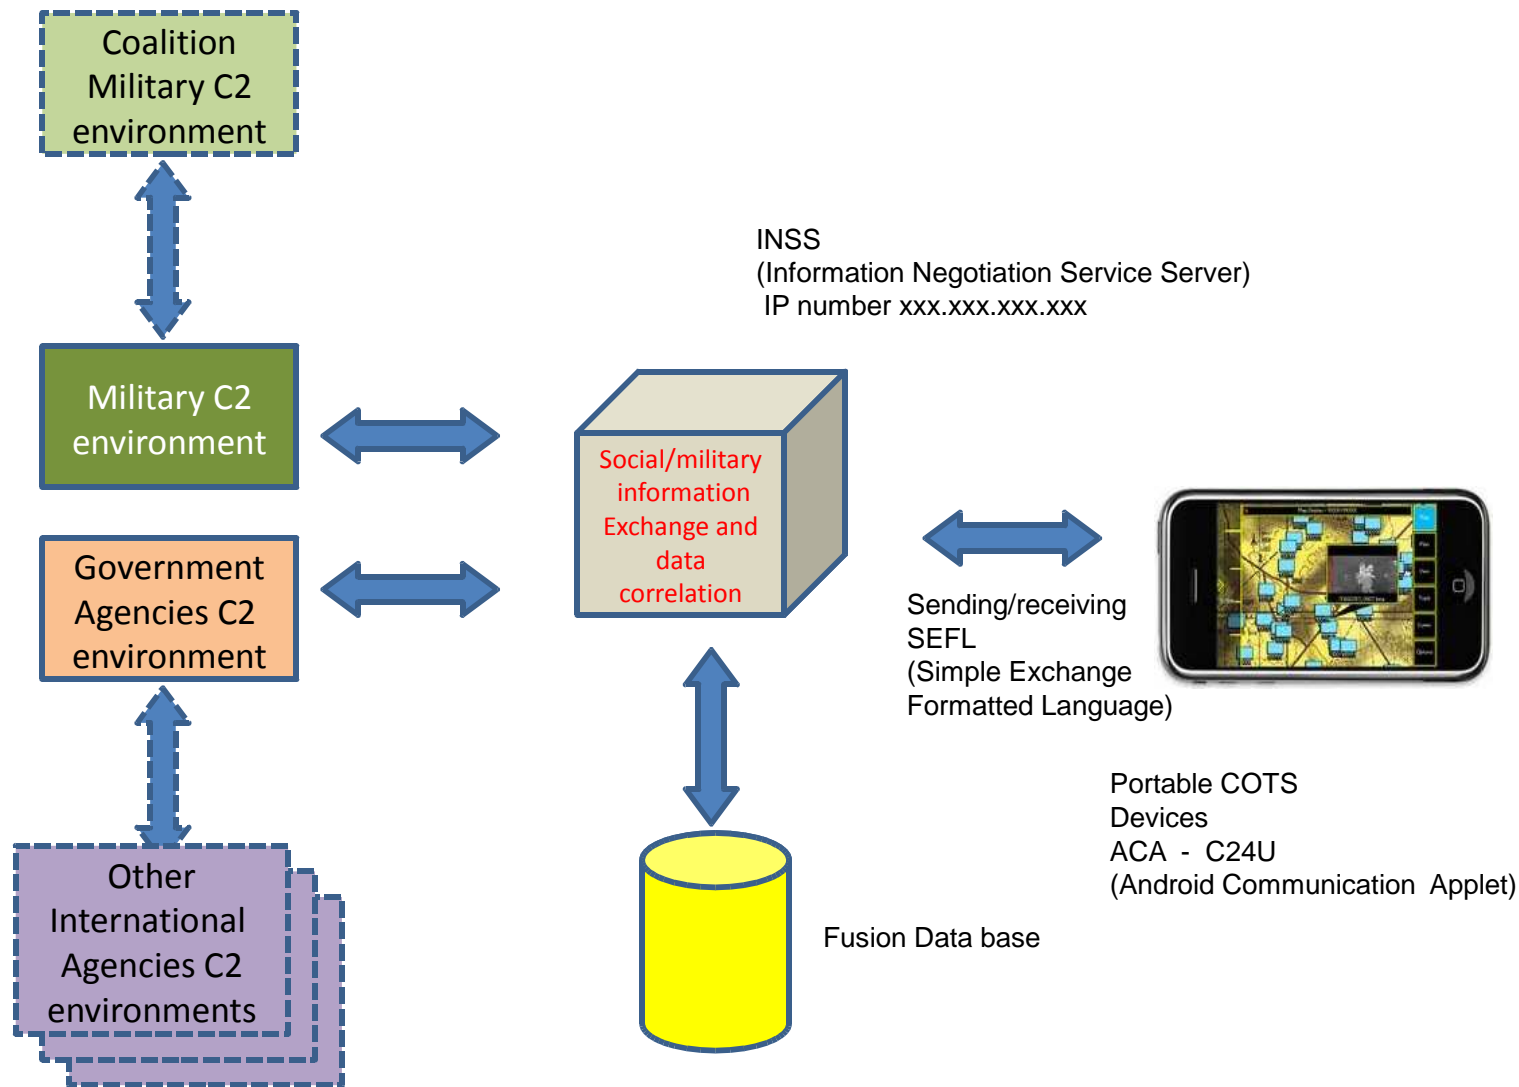 Coalition
Military C2
environment
INSS
(Information Negotiation Service Server)
IP number xxx.xxx.xxx.xxx
Military C2
environment
Social/military
information
Exchange and
data
correlation
Government
Agencies C2
environment
Sending/receiving
SEFL
(Simple Exchange
Formatted Language)
Portable COTS
Devices
ACA - C24U
(Android Communication Applet)
Other
International
Agencies C2
environments
Fusion Data base